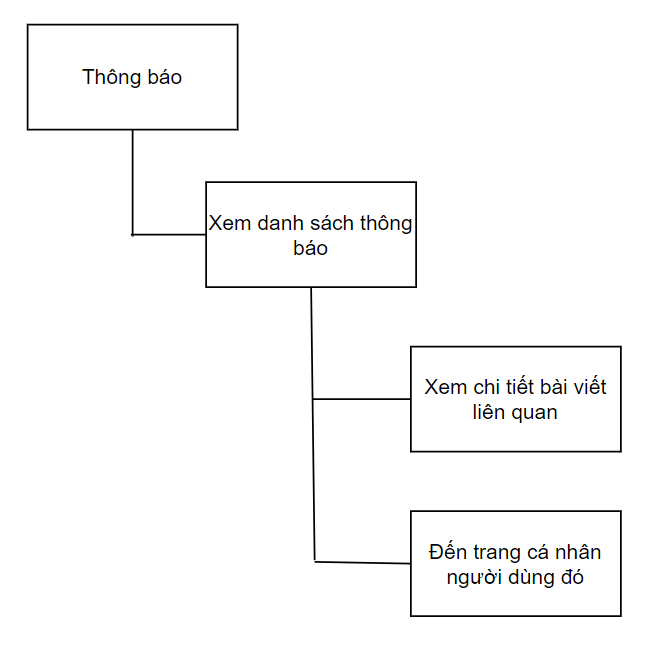 Thông báo
Xem danh sách thông
báo
Xem chi tiết bài viết
liên quan
Đến trang cá nhân
người dùng đó